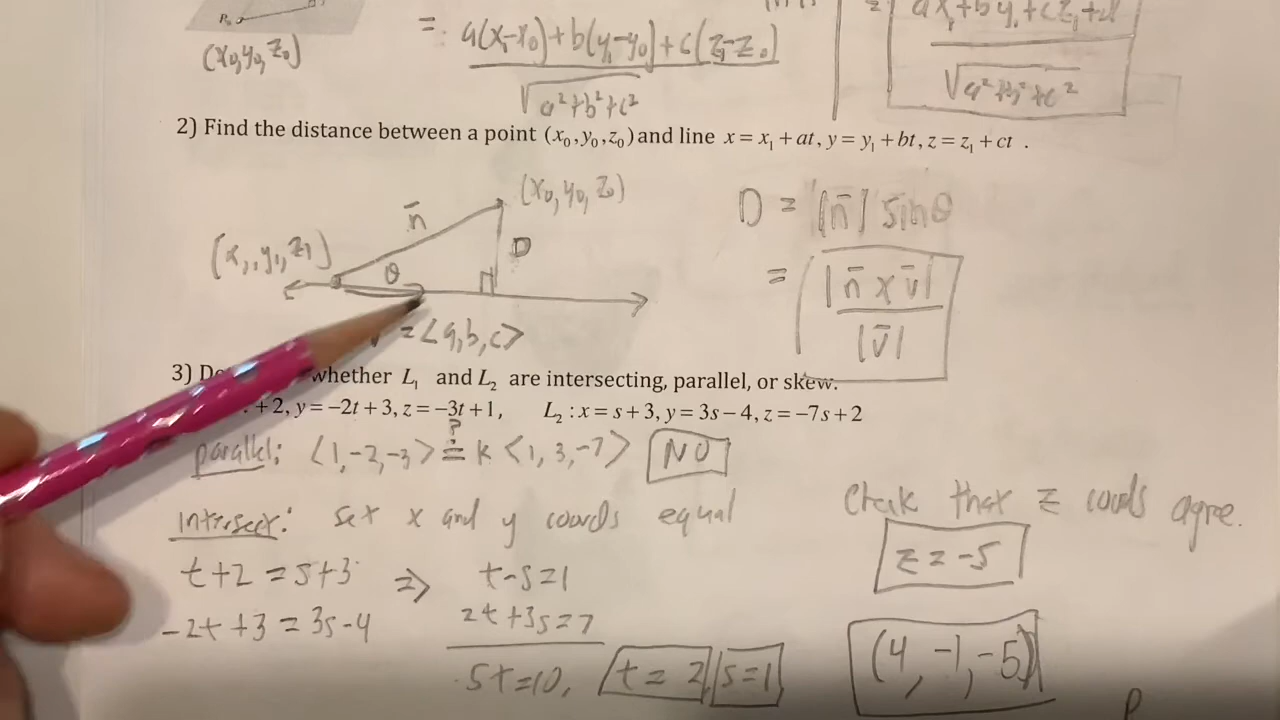 P₀
(x₀,y₀,z₀)
= a(x₁-x₀)+b(y₁-y₀)+c(z₁-z₀)
√a²+b²+c²
ax₁+by₁+cz₁+d
√a²+b²+c²
2) Find the distance between a point (x₀,y₀,z₀) and line x = x₁ + at, y = y₁ + bt, z = z₁ + ct .
(x₀,y₀,z₀)
n̄
(x₁,y₁,z₁)
θ
D
= <a,b,c>
D = |n̄| sinθ
= |n̄ x v̄|
|v̄|
3) whether L₁ and L₂ are intersecting, parallel, or skew.
+2, y = -2t + 3, z = -3t + 1, L₂ : x = s + 3, y = 3s - 4, z = -7s + 2
parallel: <1,-2,-3> ≟ k <1, 3, -7> NO
intersect: set x and y coords equal
t+2 = s+3 => t-s=1
-2t+3 = 3s-4 2t+3s=7
5t=10, t = 2, s=1
Check that z coords agree.
z = -5
(4, -1, -5)